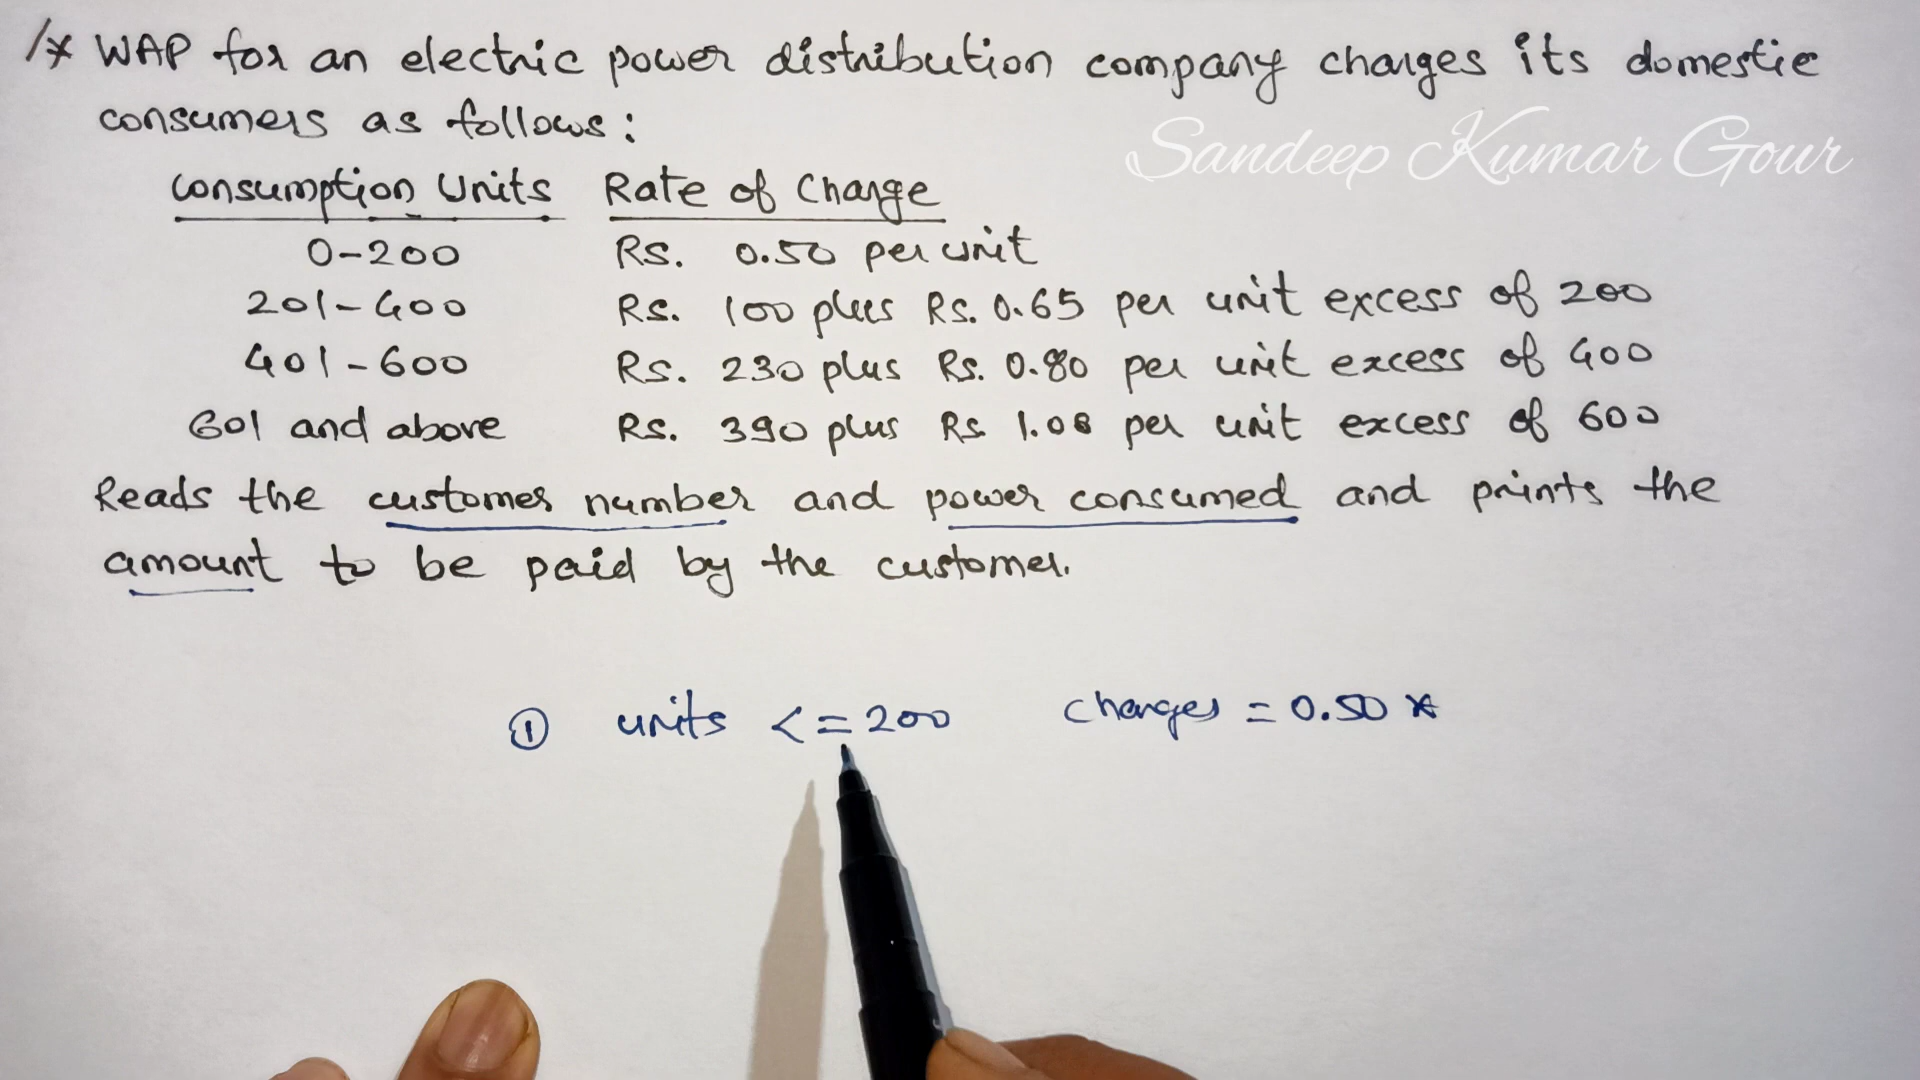 /* WAP for an electric power distribution company charges its domestic
consumers as follows:
Sandeep Kumar Gour
Consumption Units Rate of Charge
0-200 Rs. 0.50 per unit
201-400 Rs. 100 plus Rs. 0.65 per unit excess of 200
401-600 Rs. 230 plus Rs. 0.80 per unit excess of 400
601 and above Rs. 390 plus Rs 1.08 per unit excess of 600
Reads the customer number and power consumed and prints the
amount to be paid by the customer.
① units <=200 charges = 0.50 *